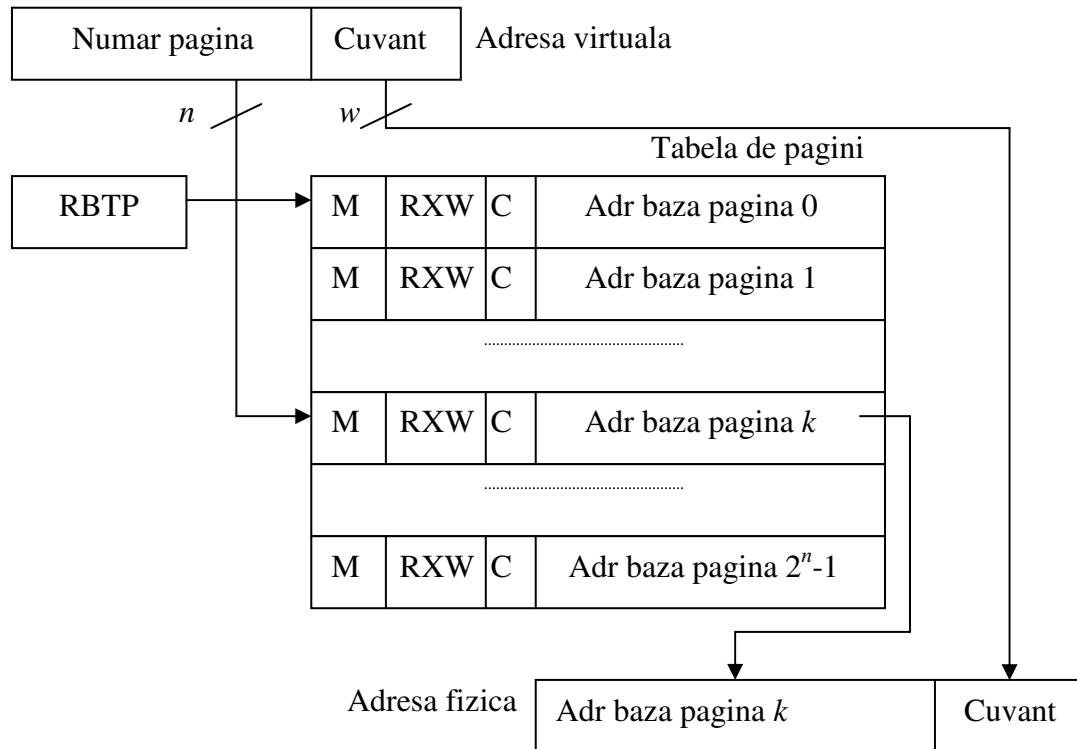 Numar pagina Cuvant Adresa virtuala
n w
Tabela de pagini
RBTP M RXW C Adr baza pagina 0
M RXW C Adr baza pagina 1
M RXW C Adr baza pagina k
M RXW C Adr baza pagina 2ⁿ-1
Adresa fizica Adr baza pagina k Cuvant